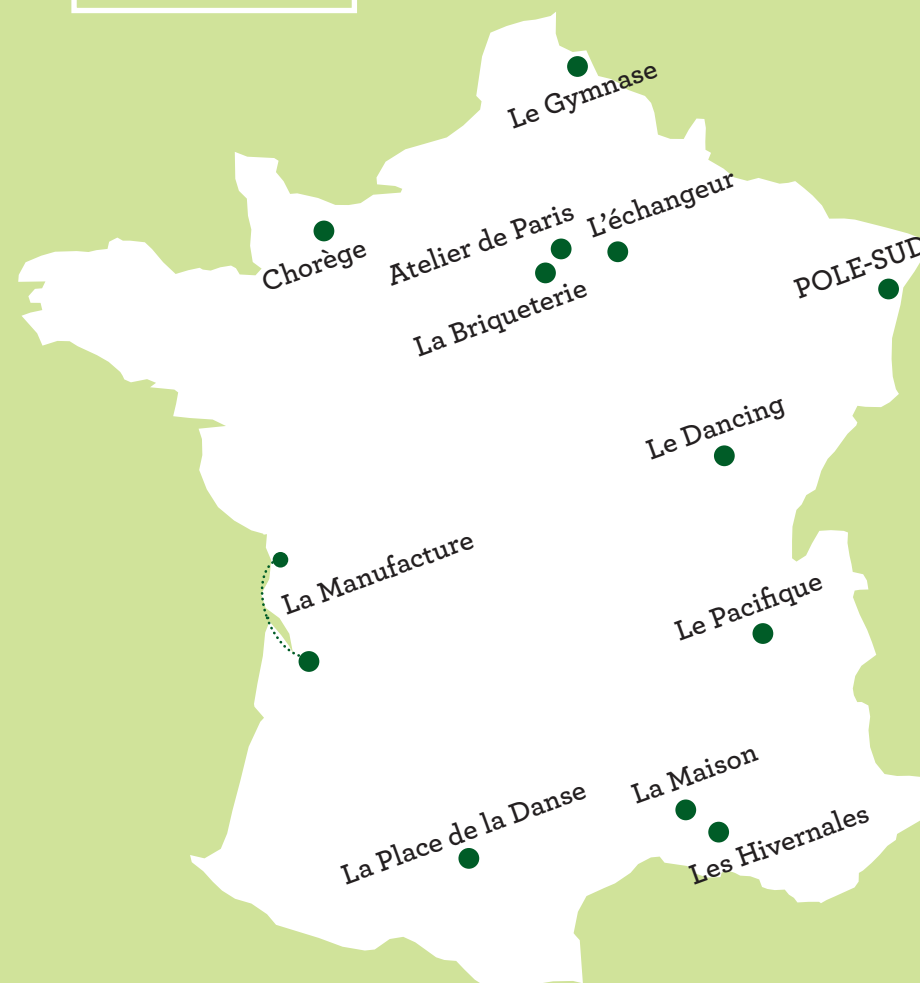 Le Gymnase
L'échangeur
Atelier de Paris
Chorège
POLE-SUD
La Briqueterie
Le Dancing
La Manufacture
Le Pacifique
La Maison
La Place de la Danse
Les Hivernales